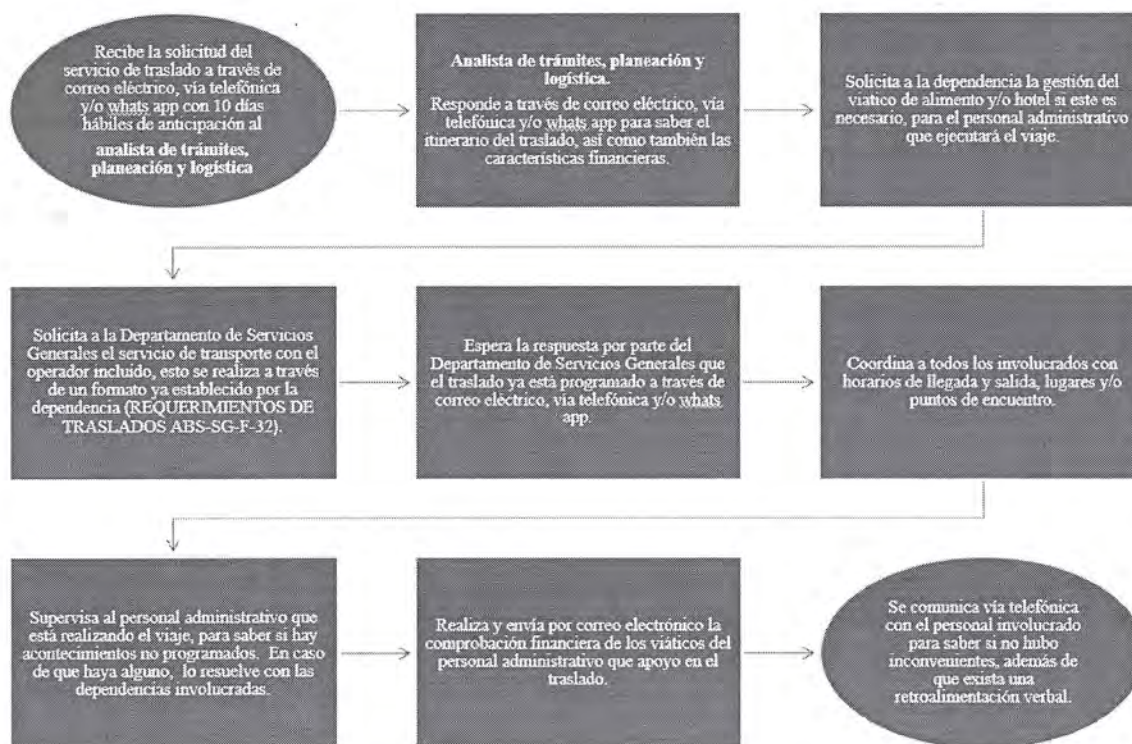 Recibe la solicitud del
servicio de traslado a través de
correo eléctrico, vía telefónica
y/o whats app con 10 días
hábiles de anticipación al
analista de trámites,
planeación y logística
Analista de trámites, planeación y
logística.
Responde a través de correo eléctrico, vía
telefónica y/o whats app para saber el
itinerario del traslado, así como también las
características financieras.
Solicita a la dependencia la gestión del
viatico de alimento y/o hotel si este es
necesario, para el personal administrativo
que ejecutará el viaje.
Solicita a la Departamento de Servicios
Generales el servicio de transporte con el
operador incluido, esto se realiza a través
de un formato ya establecido por la
dependencia (REQUERIMIENTOS DE
TRASLADOS ABS-SG-F-32).
Espera la respuesta por parte del
Departamento de Servicios Generales que
el traslado ya está programado a través de
correo eléctrico, vía telefónica y/o whats
app.
Coordina a todos los involucrados con
horarios de llegada y salida, lugares y/o
puntos de encuentro.
Supervisa al personal administrativo que
está realizando el viaje, para saber si hay
acontecimientos no programados. En caso
de que haya alguno, lo resuelve con las
dependencias involucradas.
Realiza y envía por correo electrónico la
comprobación financiera de los viáticos del
personal administrativo que apoyo en el
traslado.
Se comunica vía telefónica
con el personal involucrado
para saber si no hubo
inconvenientes, además de
que exista una
retroalimentación verbal.